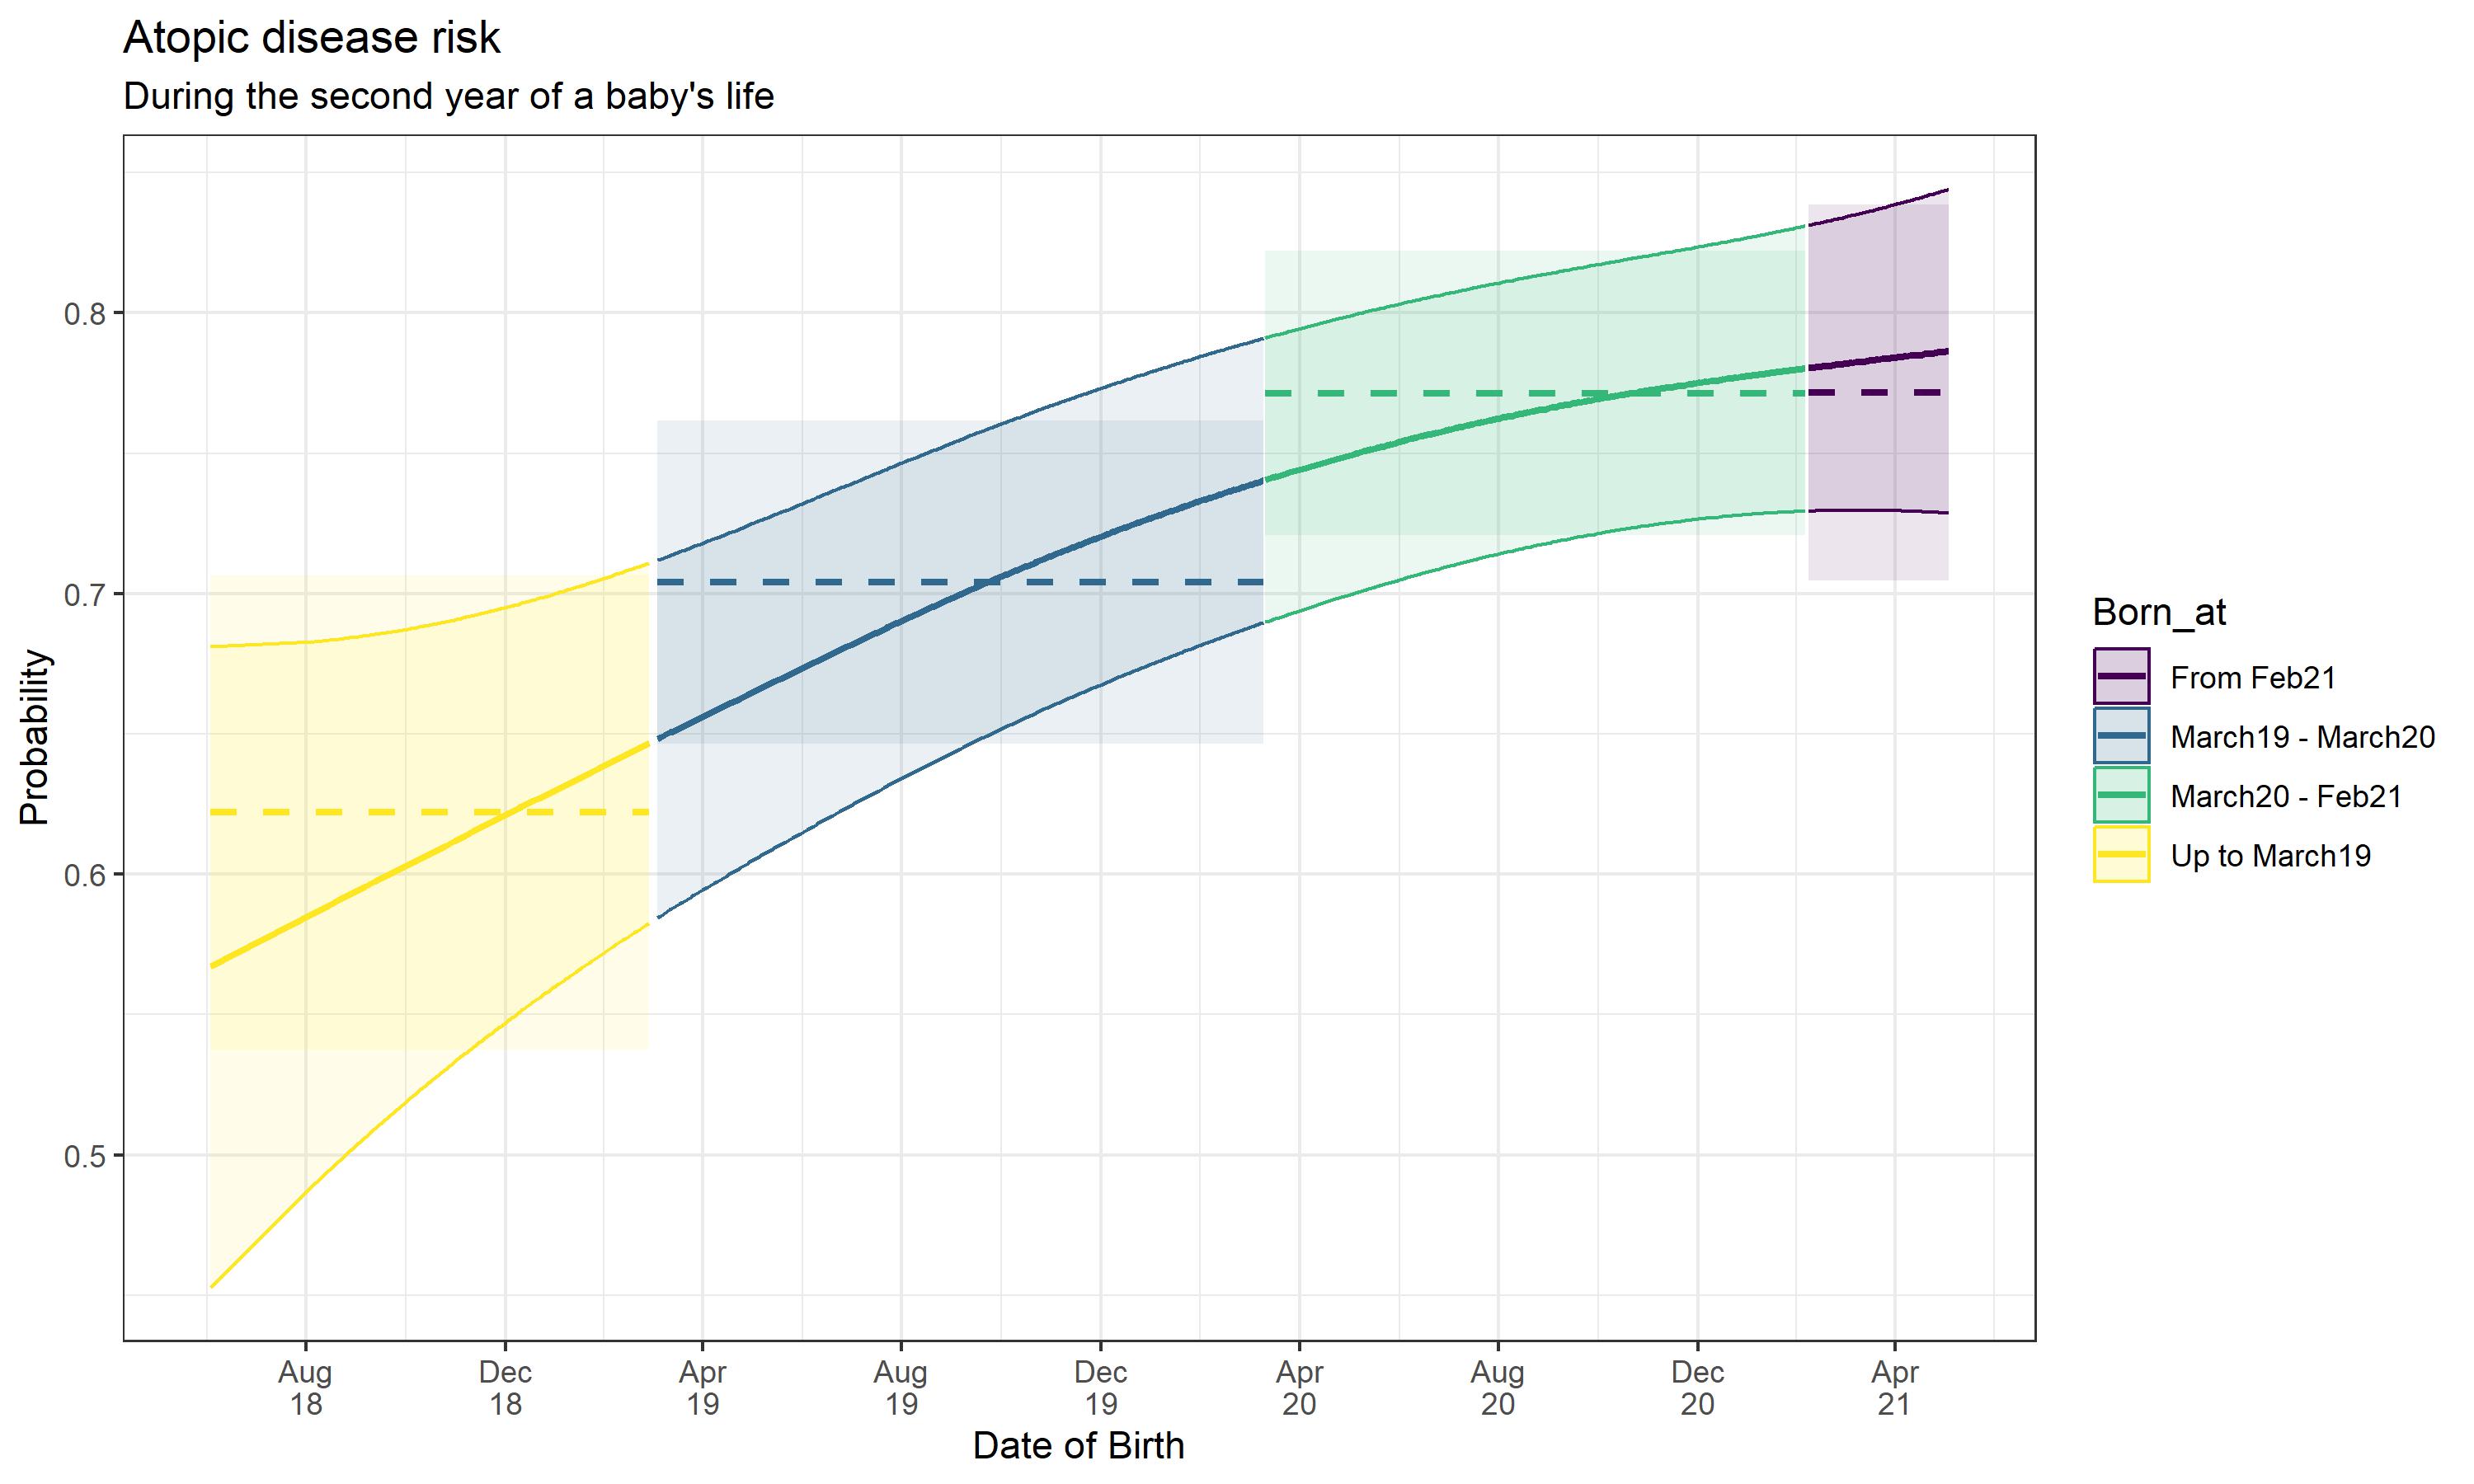 Atopic disease risk
During the second year of a baby's life
Probability
0.8
0.7
0.6
0.5
Aug
18
Dec
18
Apr
19
Aug
19
Dec
19
Apr
20
Aug
20
Dec
20
Apr
21
Date of Birth
Born_at
From Feb21
March19 - March20
March20 - Feb21
Up to March19